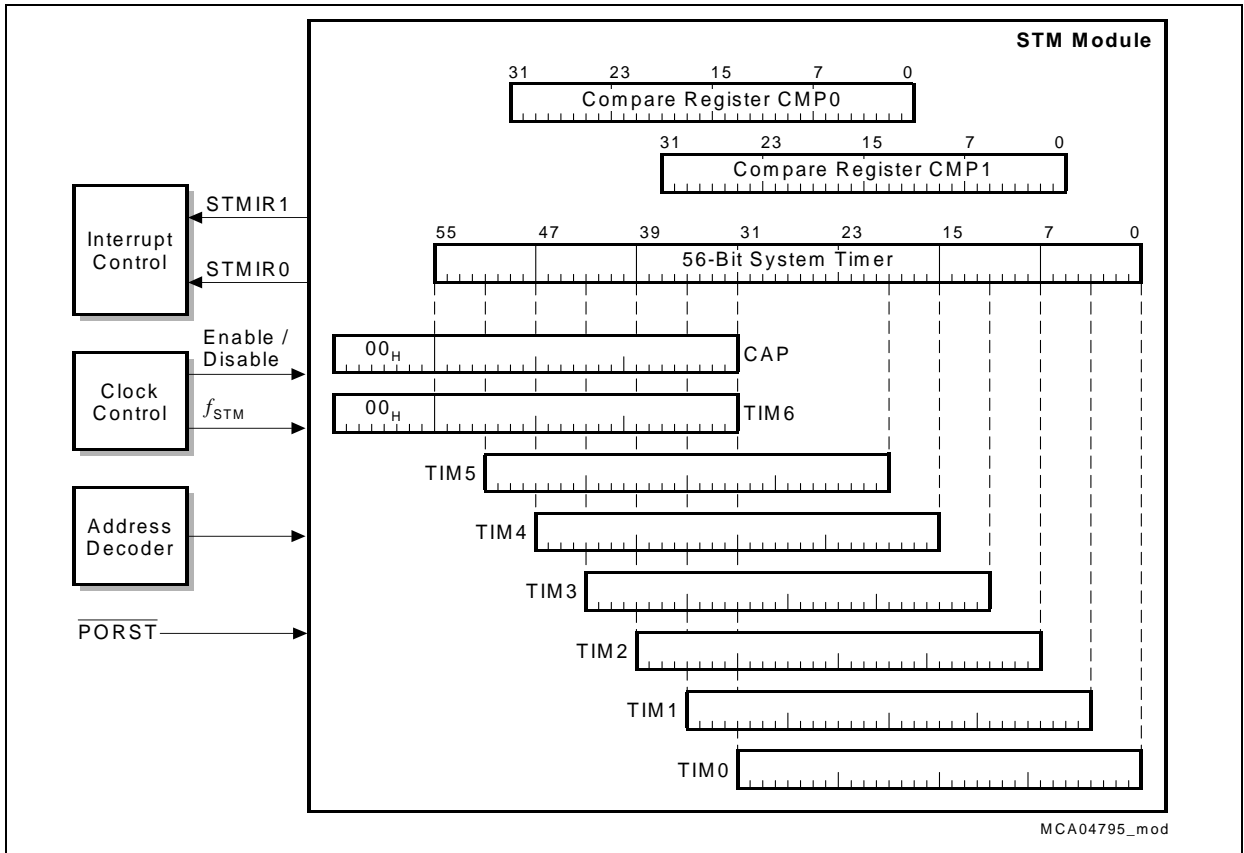 STM Module
31 23 15 7 0
Compare Register CMP0
31 23 15 7 0
Compare Register CMP1
STMIR1
Interrupt
Control
STMIR0
55 47 39 31 23 15 7 0
56-Bit System Timer
Enable /
Disable
00H
CAP
Clock
Control
fSTM
00H
TIM6
TIM5
Address
Decoder
TIM4
TIM3
PORST
TIM2
TIM1
TIM0
MCA04795_mod